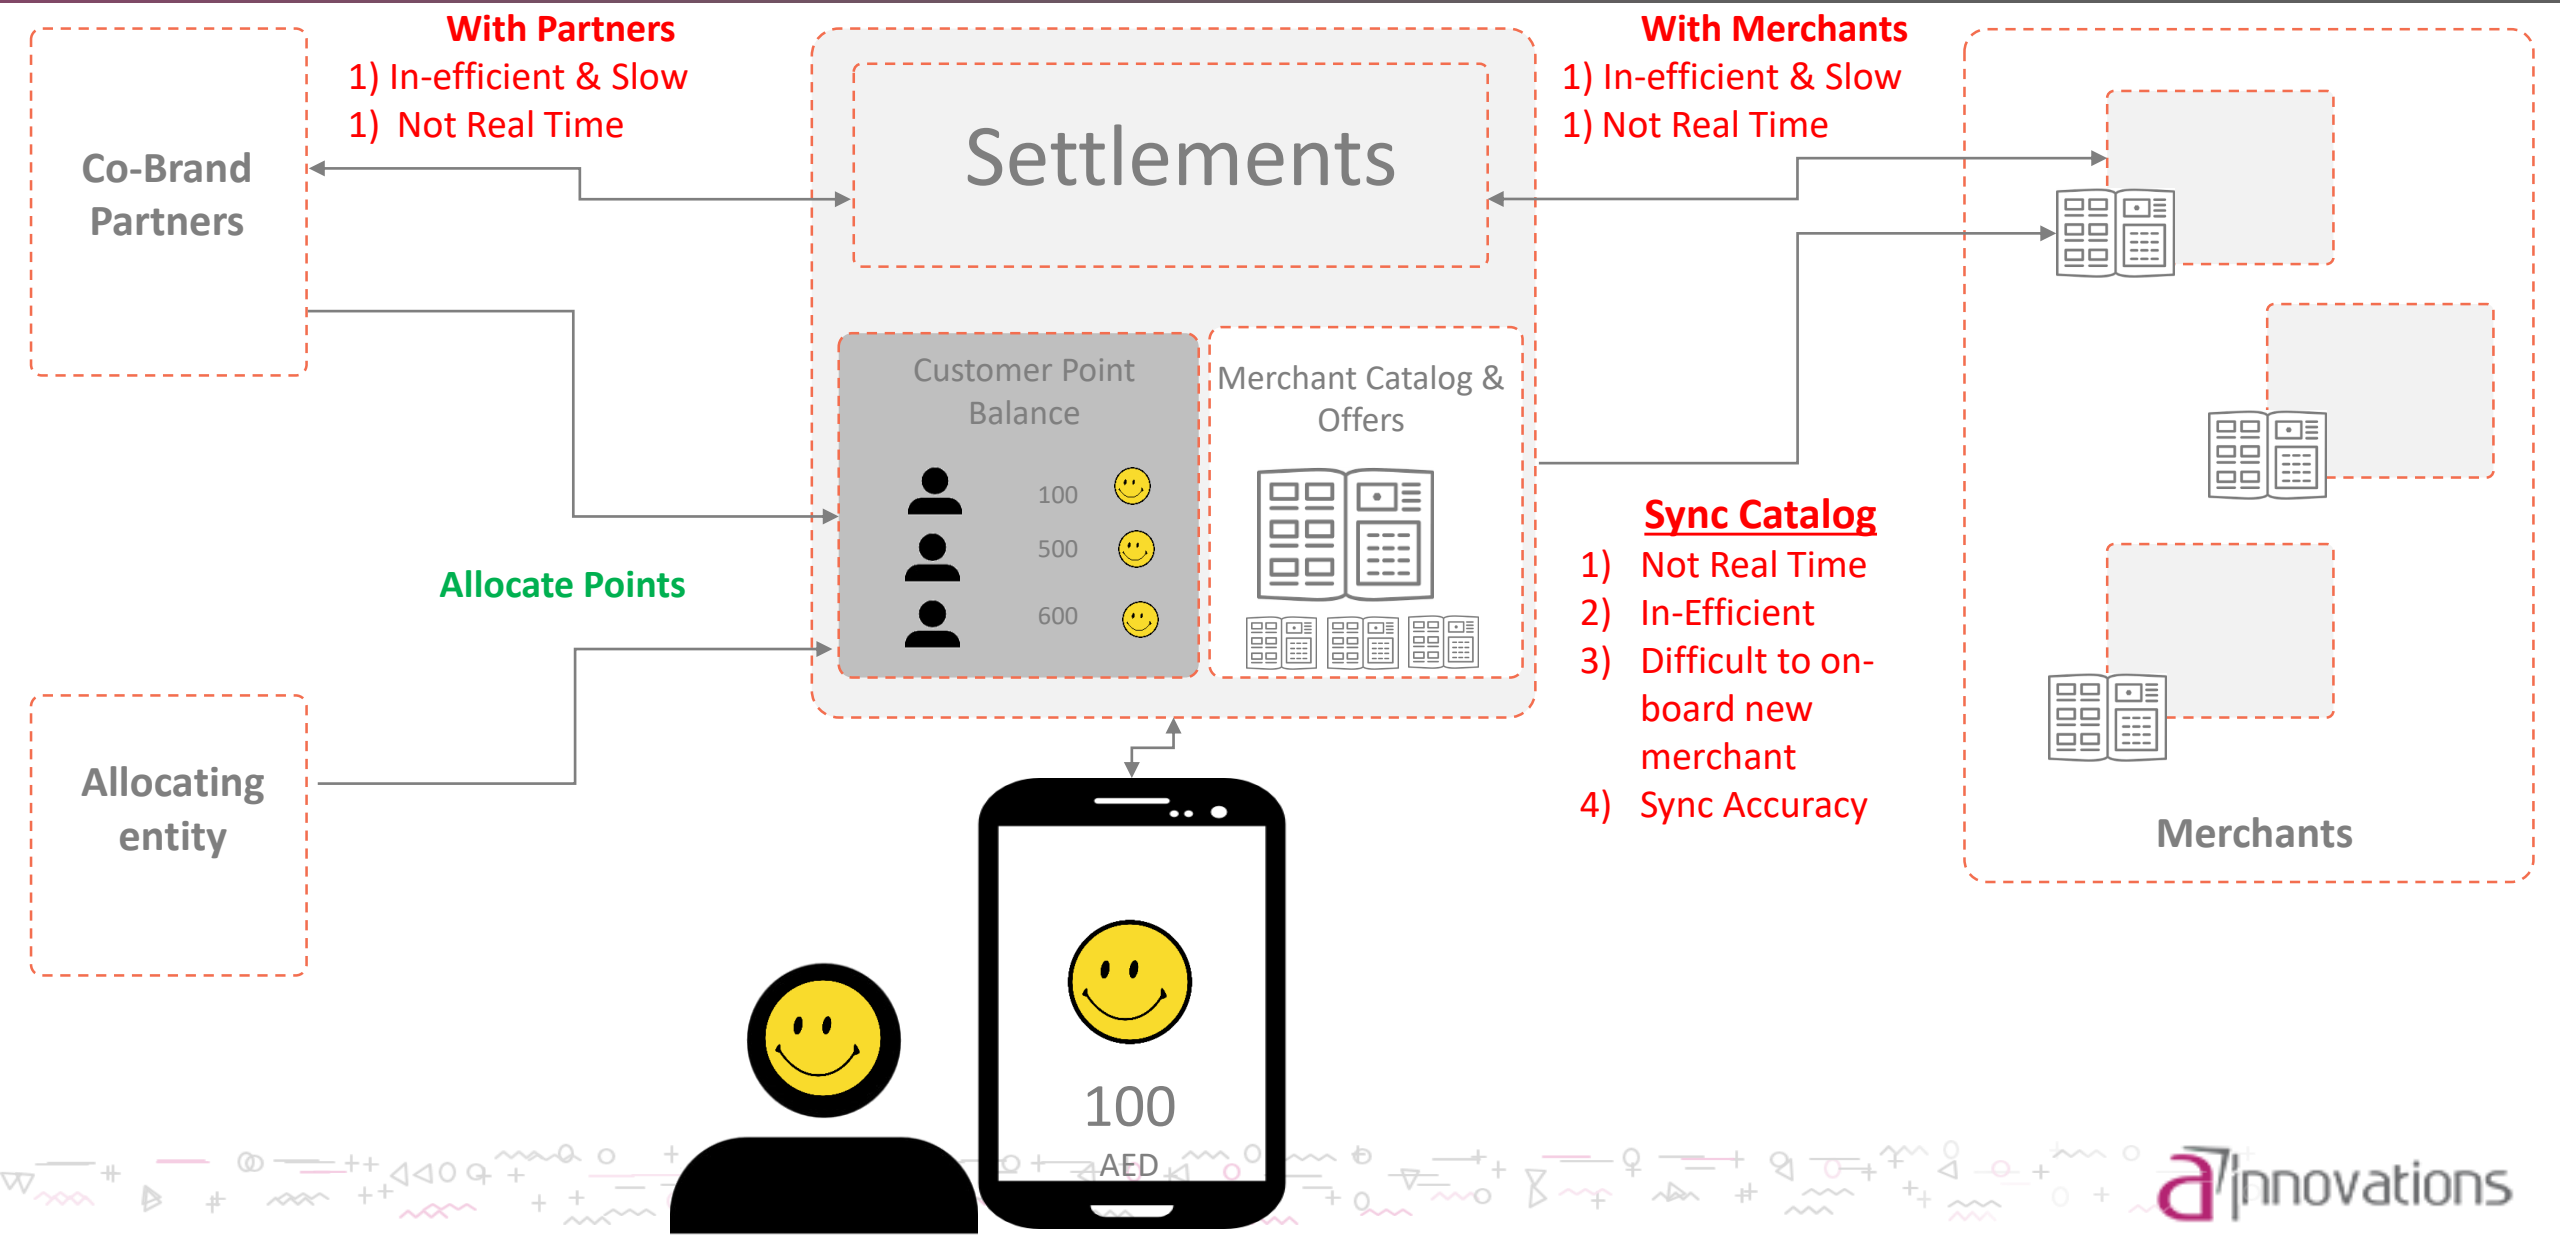 With Partners
1) In-efficient & Slow
1) Not Real Time
Co-Brand
Partners
Settlements
With Merchants
1) In-efficient & Slow
1) Not Real Time
Customer Point
Balance
100
500
600
Merchant Catalog &
Offers
Allocate Points
Allocating
entity
Sync Catalog
1) Not Real Time
2) In-Efficient
3) Difficult to on-
board new
merchant
4) Sync Accuracy
Merchants
100
AED
a7innovations